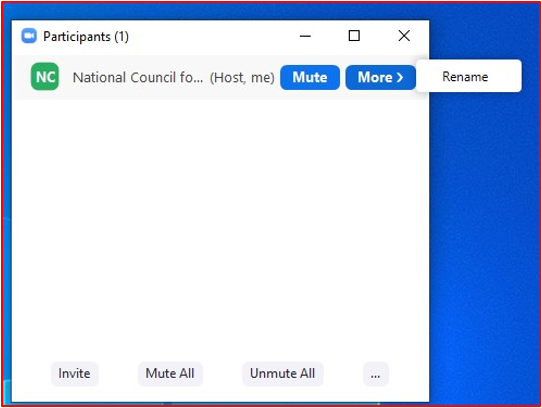 Participants (1)
NC National Council fo... (Host, me) Mute More Rename
Invite Mute All Unmute All ...